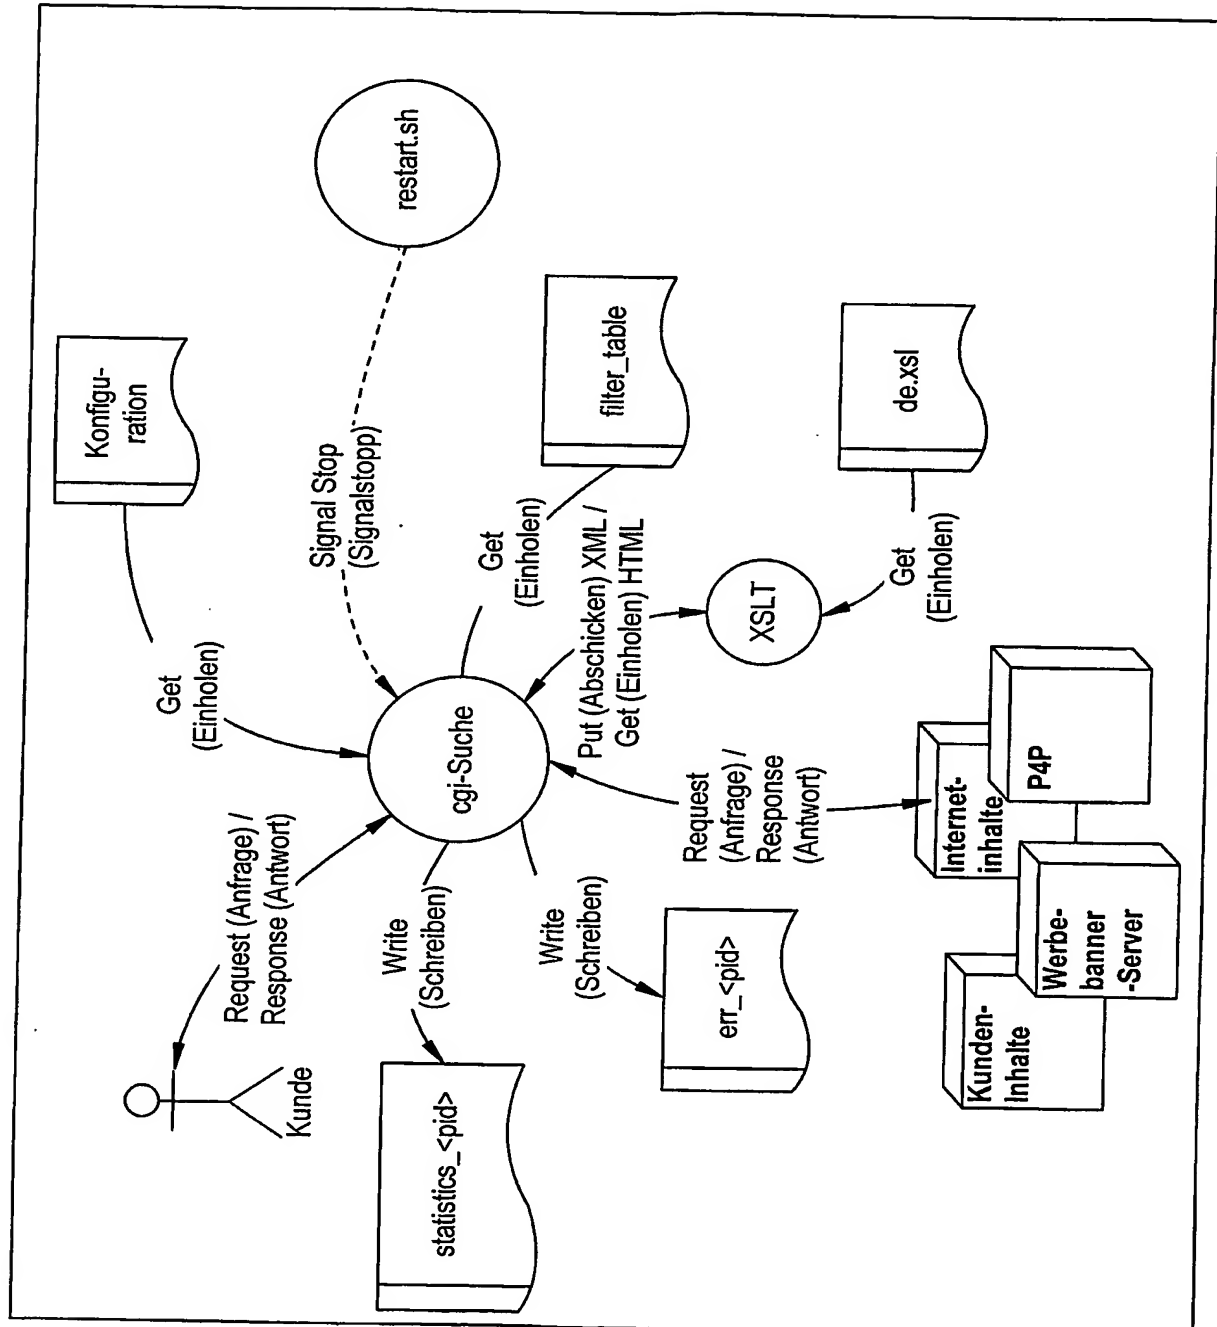 Kunde
Request (Anfrage) /
Response (Antwort)
Get
(Einholen)
Konfigu-
ration
statistics_<pid>
Write
(Schreiben)
cgi-Suche
Signal Stop
(Signalstopp)
restart.sh
err_<pid>
Write
(Schreiben)
Get
(Einholen)
filter_table
Put (Abschicken) XML /
Get (Einholen) HTML
Request
(Anfrage) /
Response
(Antwort)
XSLT
Get
(Einholen)
de.xsl
Kunden-
Inhalte
Werbe-
banner
-Server
Internet-
inhalte
P4P